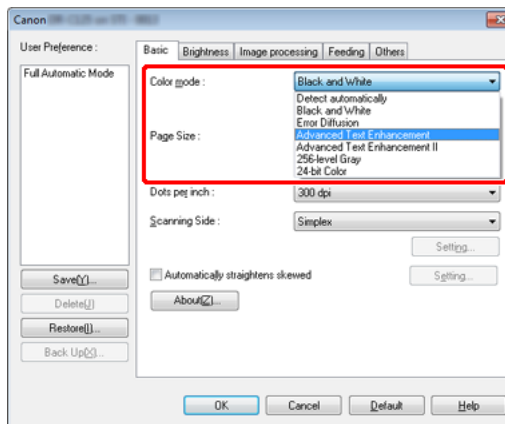 Canon
User Preference :
Full Automatic Mode
Save(Y)...
Delete(J)
Restore(I)...
Back Up(X)...
Basic Brightness Image processing Feeding Others
Color mode : Black and White
Detect automatically
Black and White
Error Diffusion
Advanced Text Enhancement
Advanced Text Enhancement II
256-level Gray
24-bit Color
Page Size :
Dots per inch : 300 dpi
Scanning Side : Simplex
Setting...
Automatically straightens skewed Setting...
About(Z)...
OK Cancel Default Help